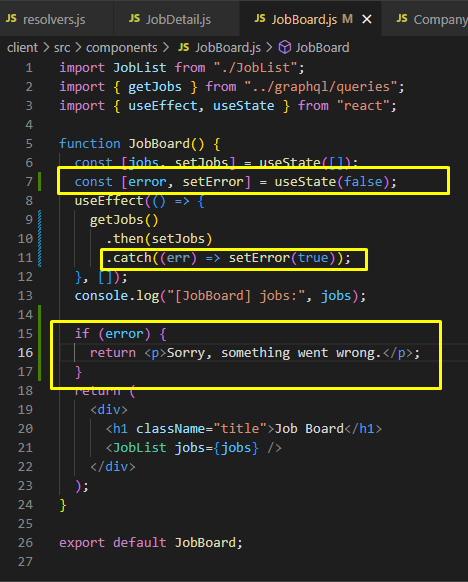 resolvers.js JobDetail.js JobBoard.js M Company
client > src > components > JobBoard.js > JobBoard
1 import JobList from "./JobList";
2 import { getJobs } from "../graphql/queries";
3 import { useEffect, useState } from "react";
4
5 function JobBoard() {
6 const [jobs, setJobs] = useState([]);
7 const [error, setError] = useState(false);
8 useEffect(() => {
9 getJobs()
10 .then(setJobs)
11 .catch((err) => setError(true));
12 }, []);
13 console.log("[JobBoard] jobs:", jobs);
14
15 if (error) {
16 return <p>Sorry, something went wrong.</p>;
17 }
18 return (
19 <div>
20 <h1 className="title">Job Board</h1>
21 <JobList jobs={jobs} />
22 </div>
23 );
24 }
25
26 export default JobBoard;
27